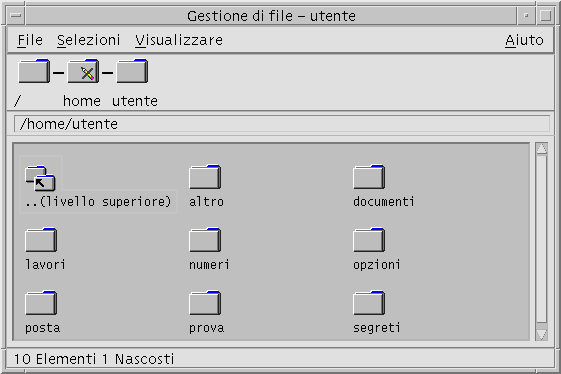 Gestione di file – utente
File Selezioni Visualizzare Aiuto
/ home utente
/home/utente
..(livello superiore) altro documenti
lavori numeri opzioni
posta prova segreti
10 Elementi 1 Nascosti